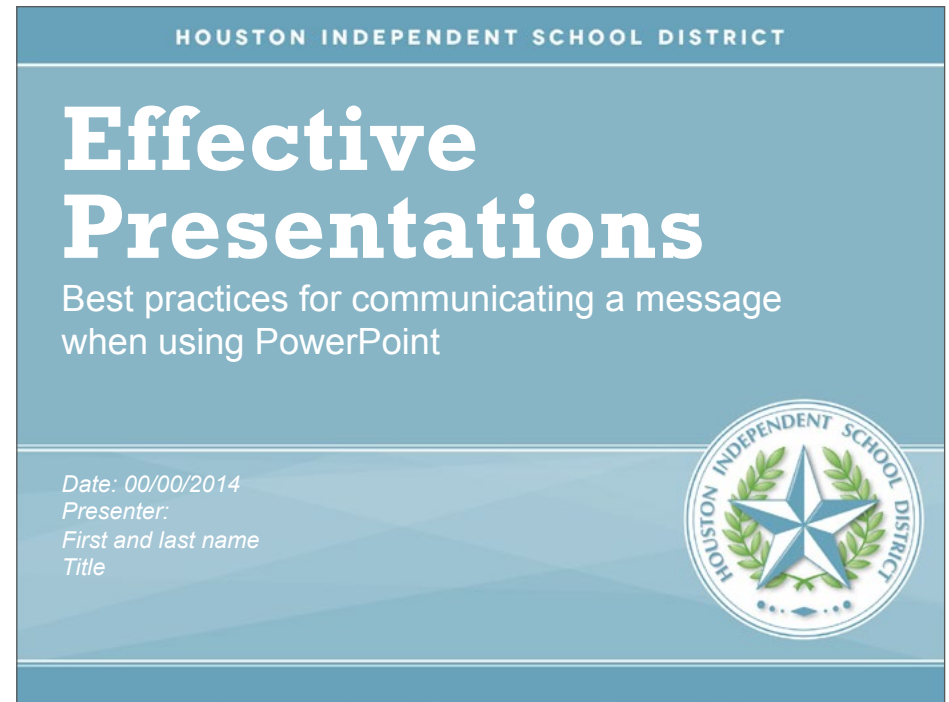 HOUSTON INDEPENDENT SCHOOL DISTRICT
Effective
Presentations
Best practices for communicating a message
when using PowerPoint
Date: 00/00/2014
Presenter:
First and last name
Title
HOUSTON INDEPENDENT SCHOOL DISTRICT